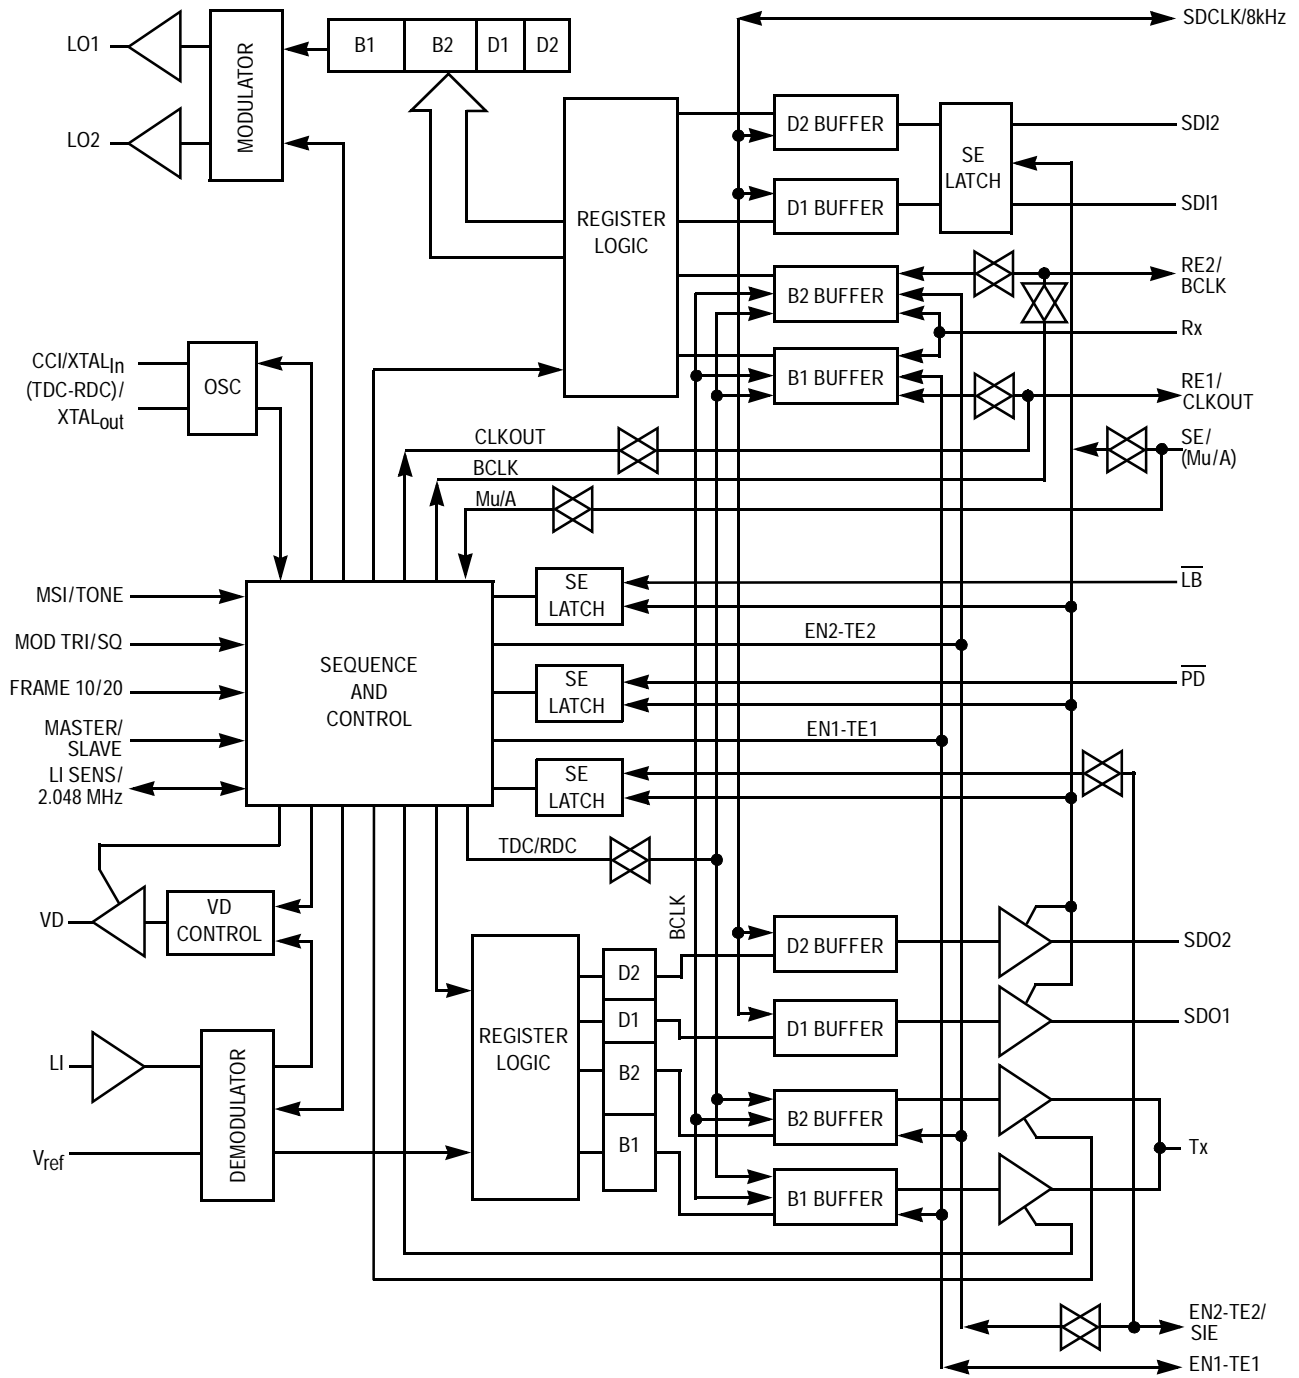 SDCLK/8kHz
LO1
MODULATOR
B1 B2 D1 D2
LO2
D2 BUFFER
SE
LATCH
SDI2
REGISTER
LOGIC
D1 BUFFER
SDI1
B2 BUFFER
RE2/
BCLK
Rx
CCI/XTALIn
(TDC-RDC)/
XTALout
OSC
B1 BUFFER
RE1/
CLKOUT
CLKOUT
SE/
(Mu/A)
BCLK
Mu/A
MSI/TONE
SE
LATCH
LB
MOD TRI/SQ
EN2-TE2
SEQUENCE
AND
CONTROL
FRAME 10/20
SE
LATCH
PD
MASTER/
SLAVE
EN1-TE1
LI SENS/
2.048 MHz
SE
LATCH
TDC/RDC
VD
VD
CONTROL
BCLK
D2 BUFFER
SDO2
D2
D1
B2
B1
REGISTER
LOGIC
D1 BUFFER
SDO1
LI
DEMODULATOR
B2 BUFFER
Vref
Tx
B1 BUFFER
EN2-TE2/
SIE
EN1-TE1